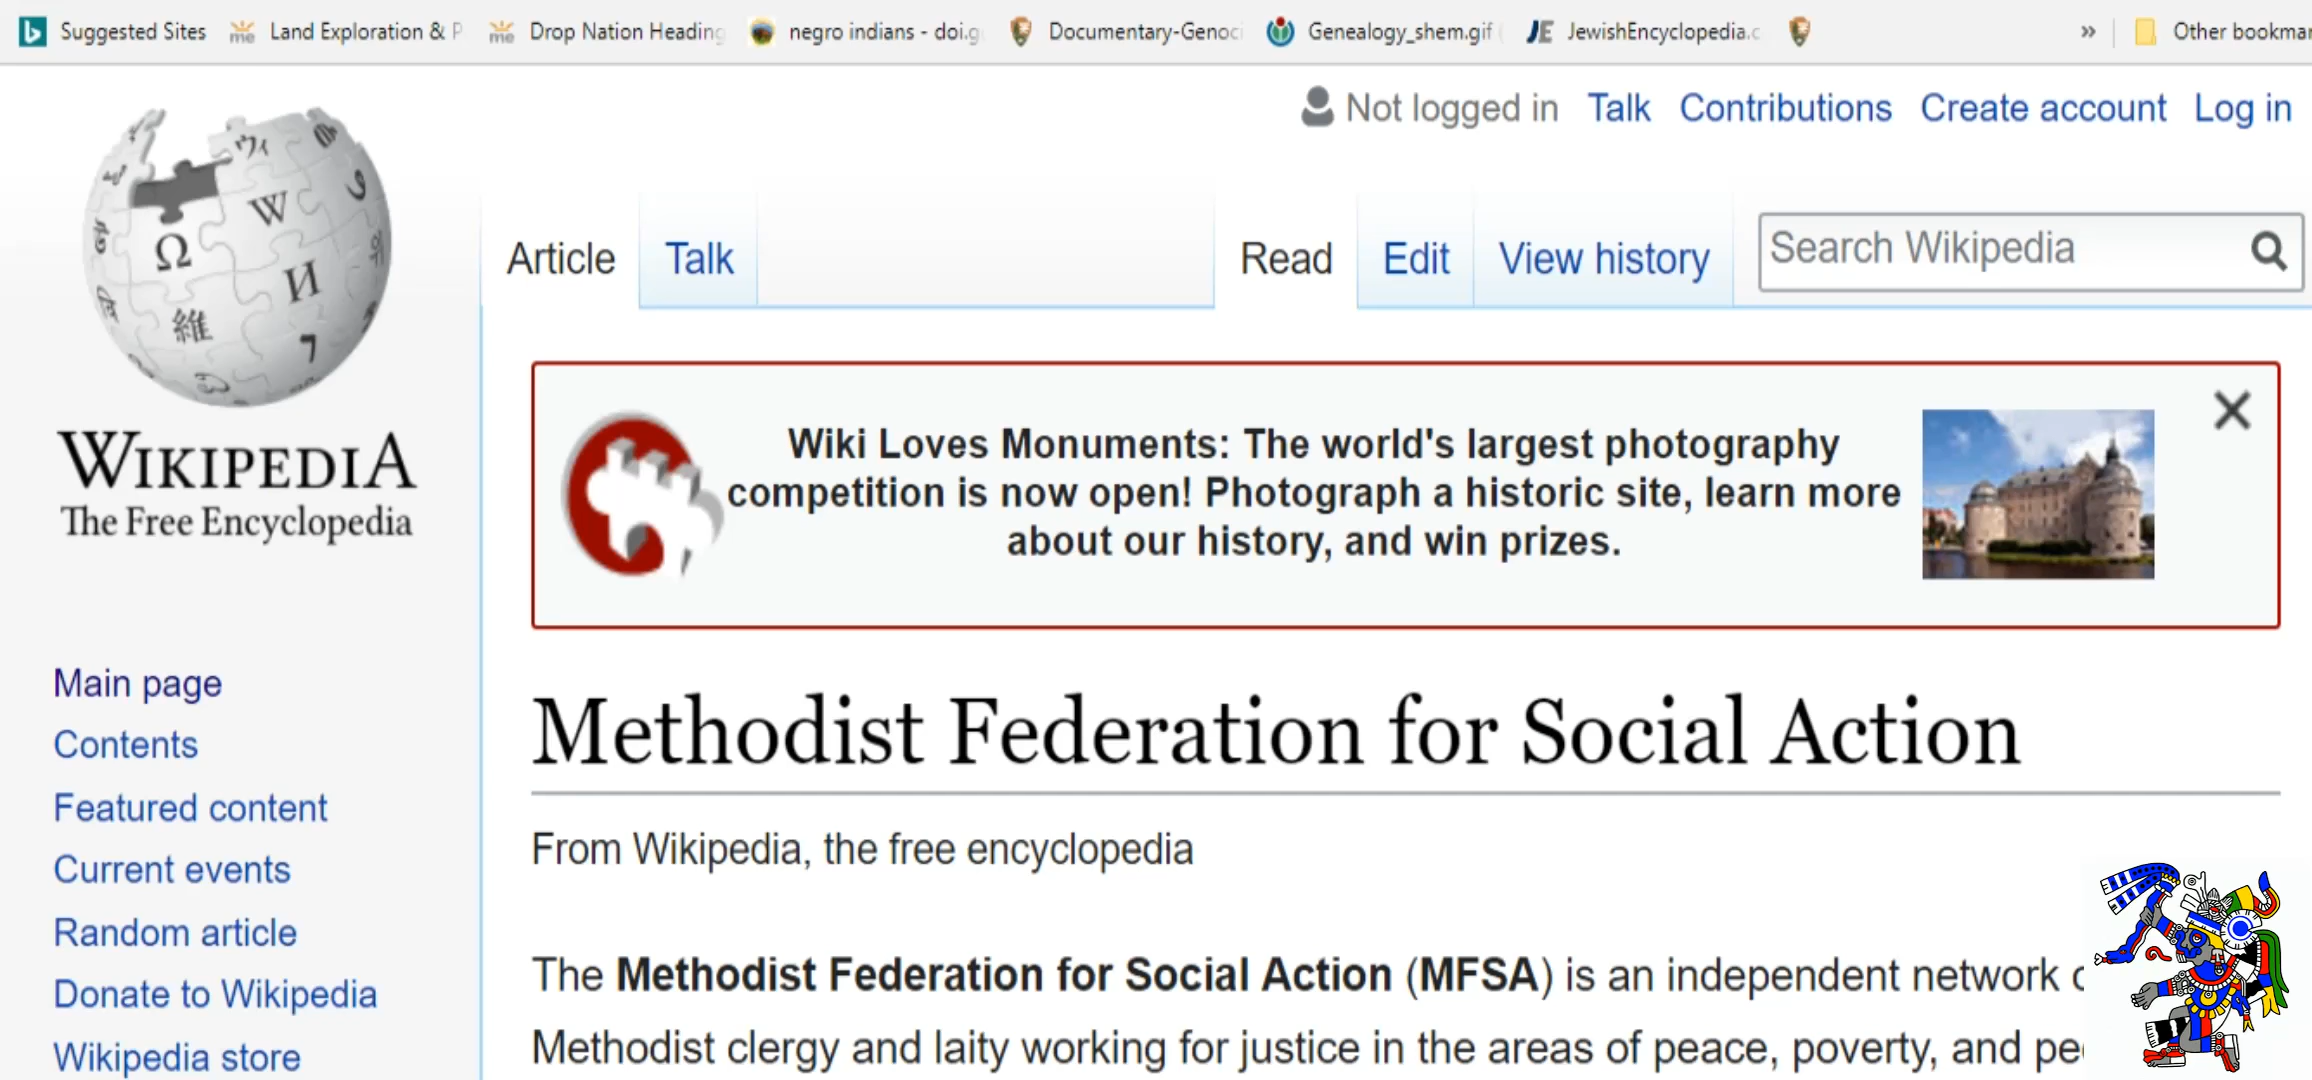 Suggested Sites Land Exploration & P Drop Nation Heading negro indians - doi.g Documentary-Genoci Genealogy_shem.gif ( JewishEncyclopedia.c » Other bookmar
Not logged in Talk Contributions Create account Log in
Article Talk Read Edit View history Search Wikipedia
Wiki Loves Monuments: The world's largest photography
competition is now open! Photograph a historic site, learn more
about our history, and win prizes.
WIKIPEDIA
The Free Encyclopedia
Main page
Contents
Featured content
Current events
Random article
Donate to Wikipedia
Wikipedia store
Methodist Federation for Social Action
From Wikipedia, the free encyclopedia
The Methodist Federation for Social Action (MFSA) is an independent network
Methodist clergy and laity working for justice in the areas of peace, poverty, and pe